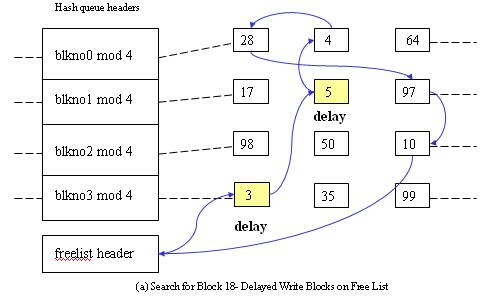 Hash queue headers
blkno0 mod 4 28 4 64
blkno1 mod 4 17 5 97
delay
blkno2 mod 4 98 50 10
blkno3 mod 4 3 35 99
delay
freelist header
(a) Search for Block 18- Delayed Write Blocks on Free List